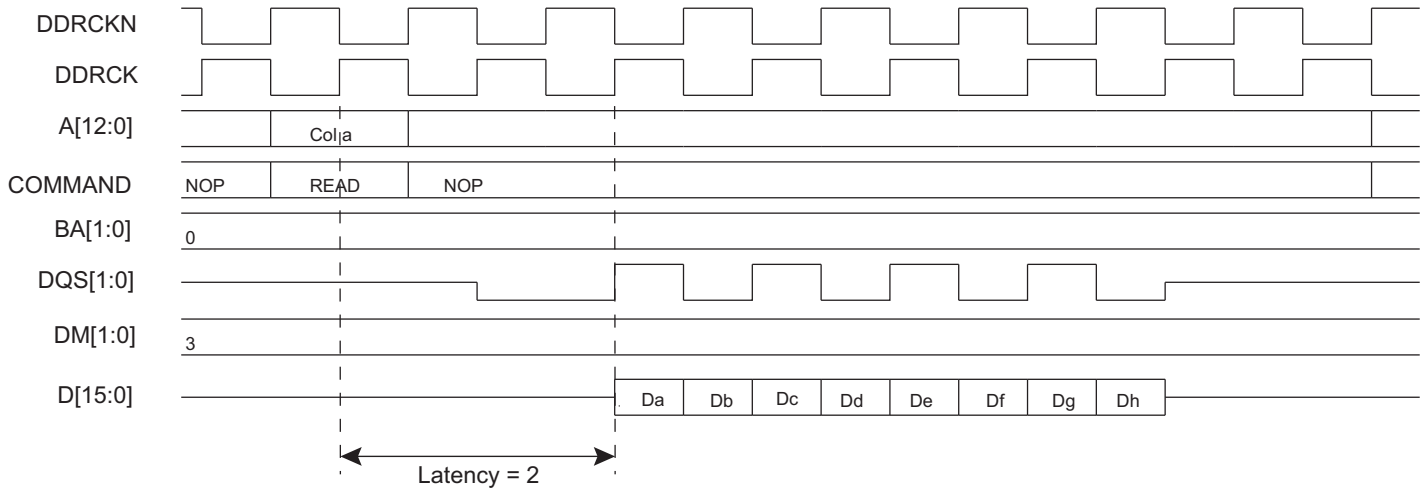 DDRCKN
DDRCK
A[12:0] Col a
COMMAND NOP READ NOP
BA[1:0] 0
DQS[1:0]
DM[1:0] 3
D[15:0] Da Db Dc Dd De Df Dg Dh
Latency = 2